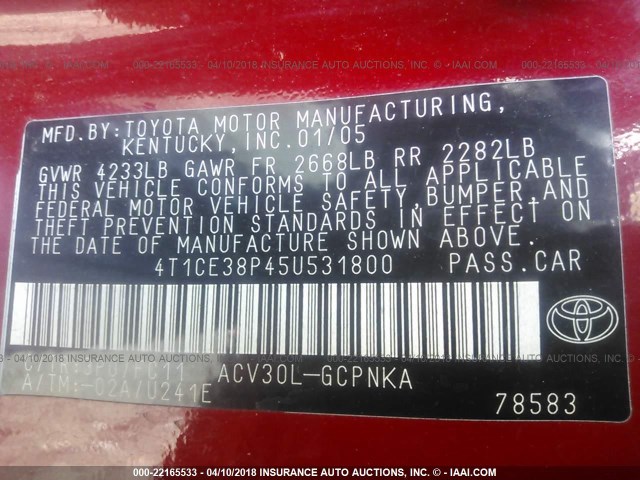 000-22165533 - 04/10/2018 INSURANCE AUTO AUCTIONS, INC. - © IAAI.COM
MFD.BY:TOYOTA MOTOR MANUFACTURING,
KENTUCKY,INC.01/05
GVWR 4233LB GAWR FR 2668LB RR 2282LB
THIS VEHICLE CONFORMS TO ALL APPLICABLE
FEDERAL MOTOR VEHICLE SAFETY,BUMPER,AND
THEFT PREVENTION STANDARDS IN EFFECT ON
THE DATE OF MANUFACTURE SHOWN ABOVE.
4T1CE38P45U531800 PASS.CAR
ACV30L-GCPNKA
A/TM:-02A/U241E
78583
000-22165533 - 04/10/2018 INSURANCE AUTO AUCTIONS, INC. - © IAAI.COM